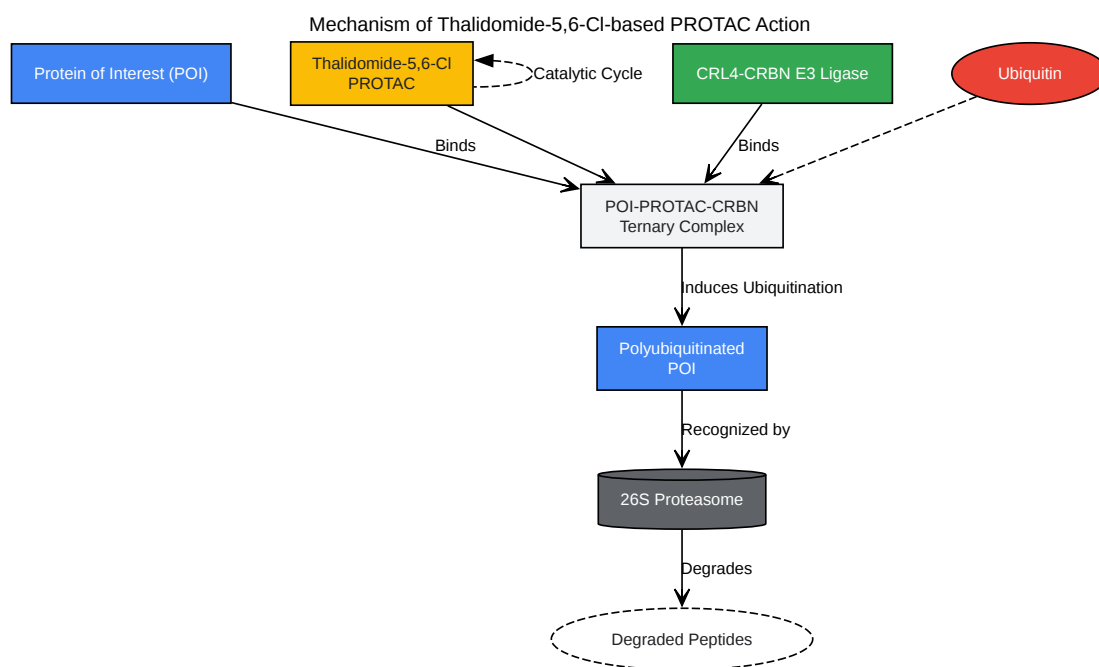 Mechanism of Thalidomide-5,6-Cl-based PROTAC Action
Protein of Interest (POI)
Thalidomide-5,6-Cl
PROTAC
Catalytic Cycle
CRL4-CRBN E3 Ligase
Ubiquitin
Binds
Binds
POI-PROTAC-CRBN
Ternary Complex
Induces Ubiquitination
Polyubiquitinated
POI
Recognized by
26S Proteasome
Degrades
Degraded Peptides